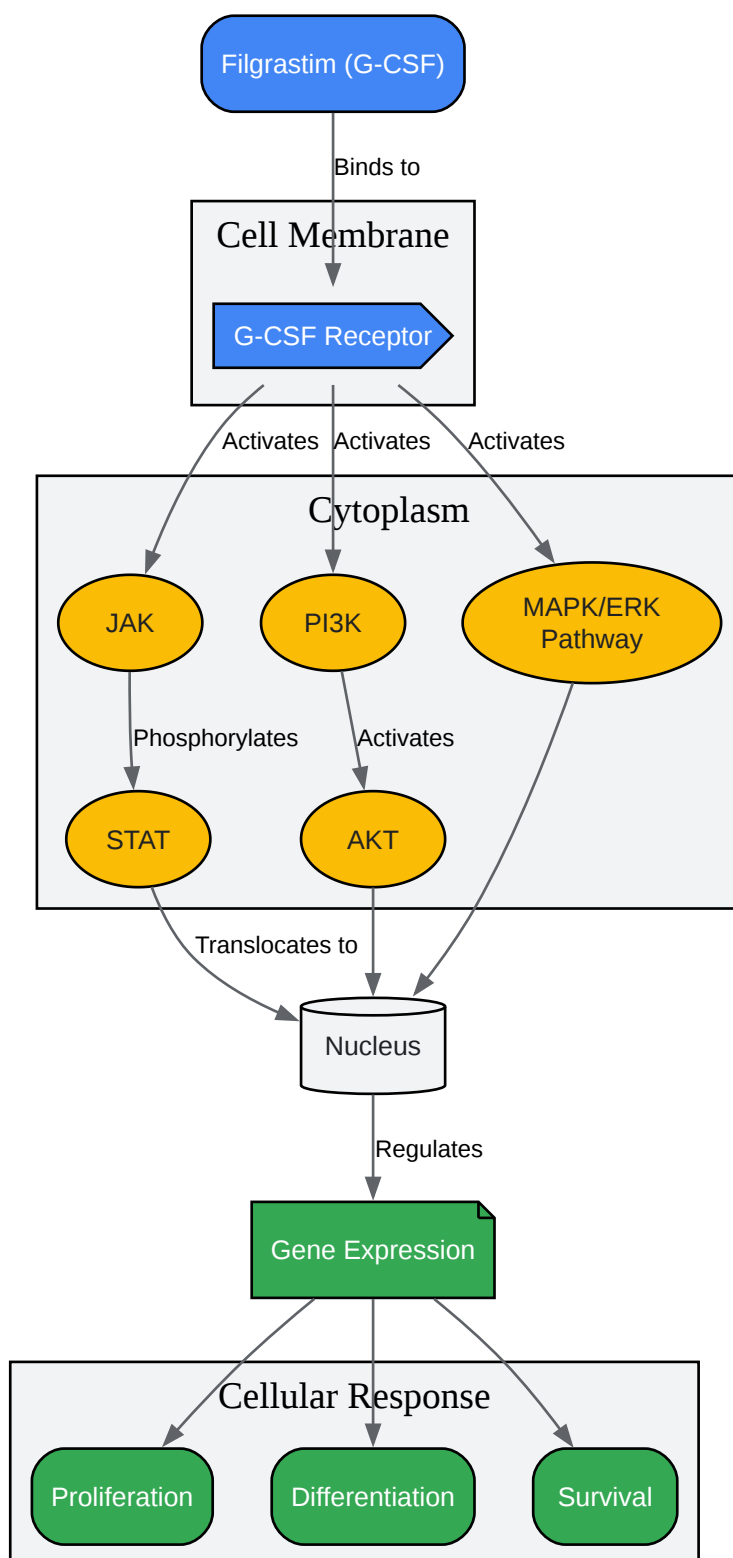 Filgrastim (G-CSF)
Binds to
Cell Membrane
G-CSF Receptor
Activates
Activates
Activates
Cytoplasm
JAK
PI3K
MAPK/ERK
Pathway
Phosphorylates
Activates
STAT
AKT
Translocates to
Nucleus
Regulates
Gene Expression
Cellular Response
Proliferation
Differentiation
Survival